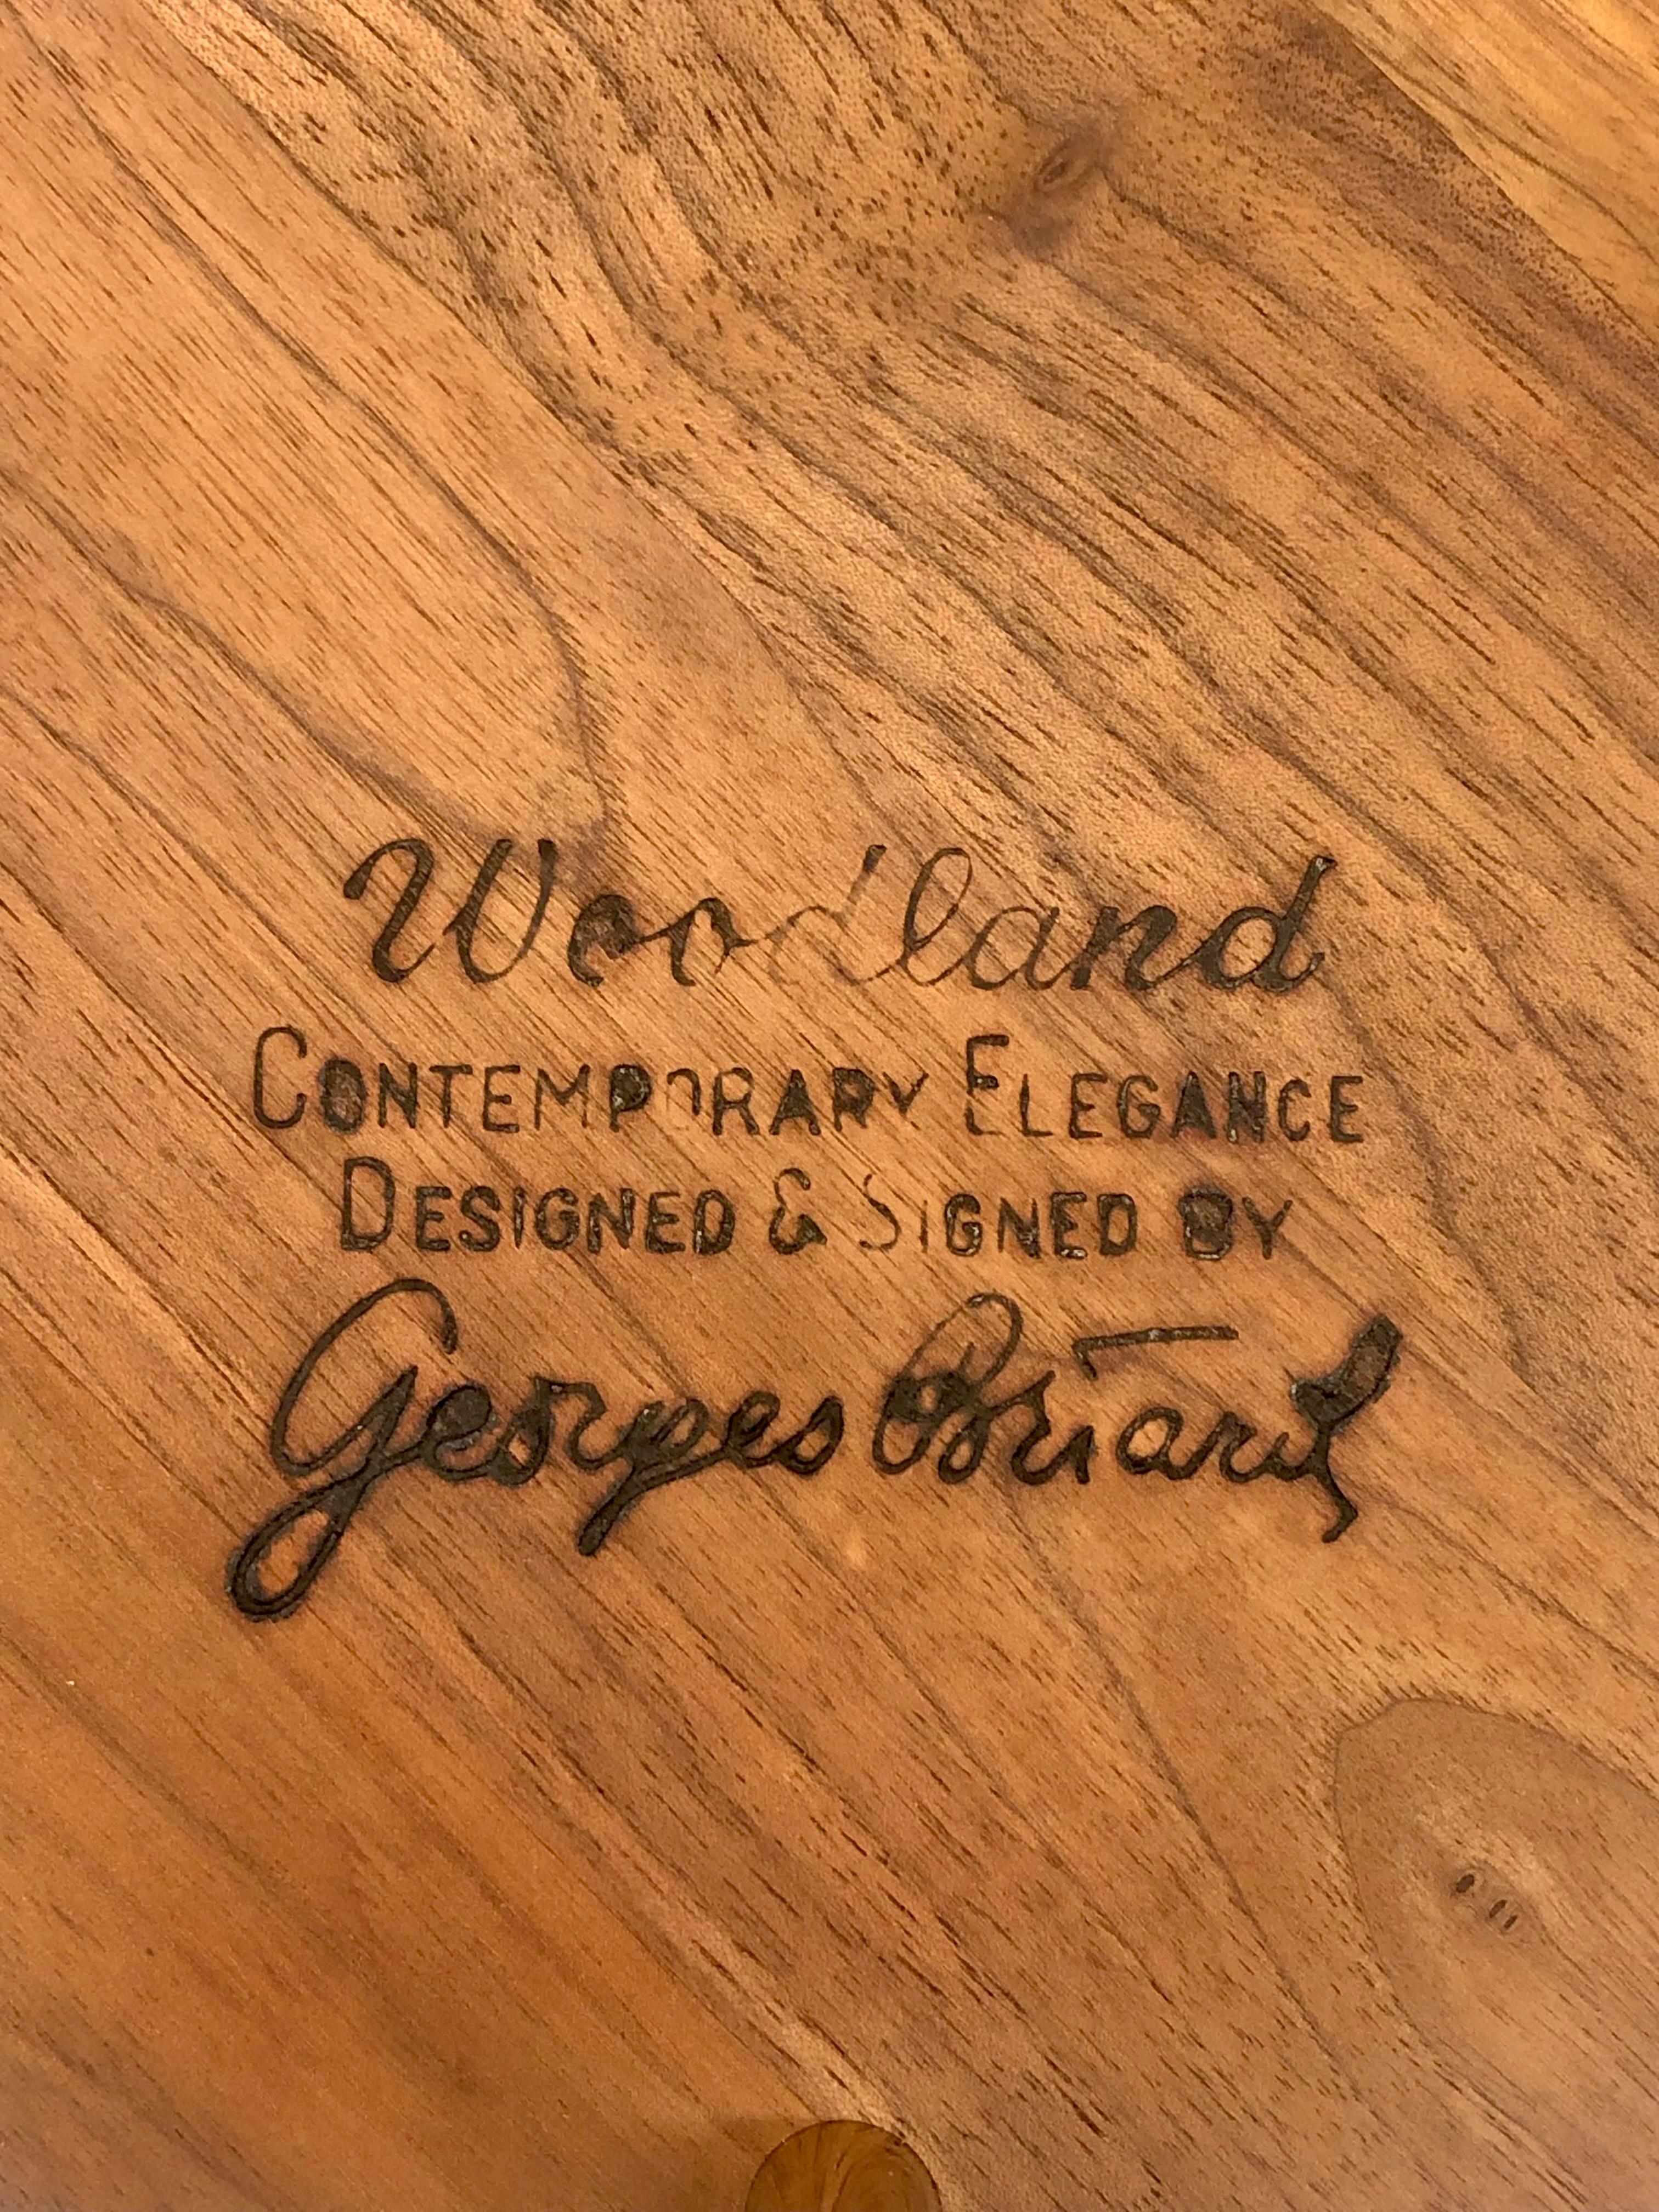 Woodland
CONTEMPORARY ELEGANCE
DESIGNED & SIGNED BY
Georges Briard